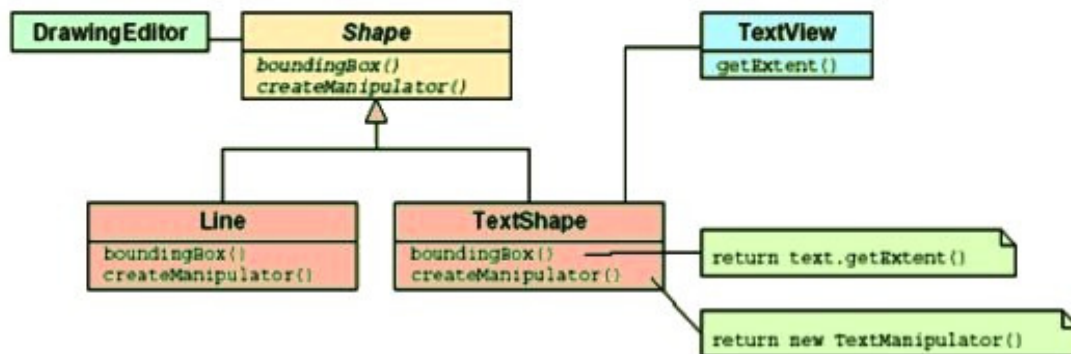 DrawingEditor
Shape
boundingBox()
createManipulator()
TextView
getExtent()
Line
boundingBox()
createManipulator()
TextShape
boundingBox()
createManipulator()
return text.getExtent()
return new TextManipulator()